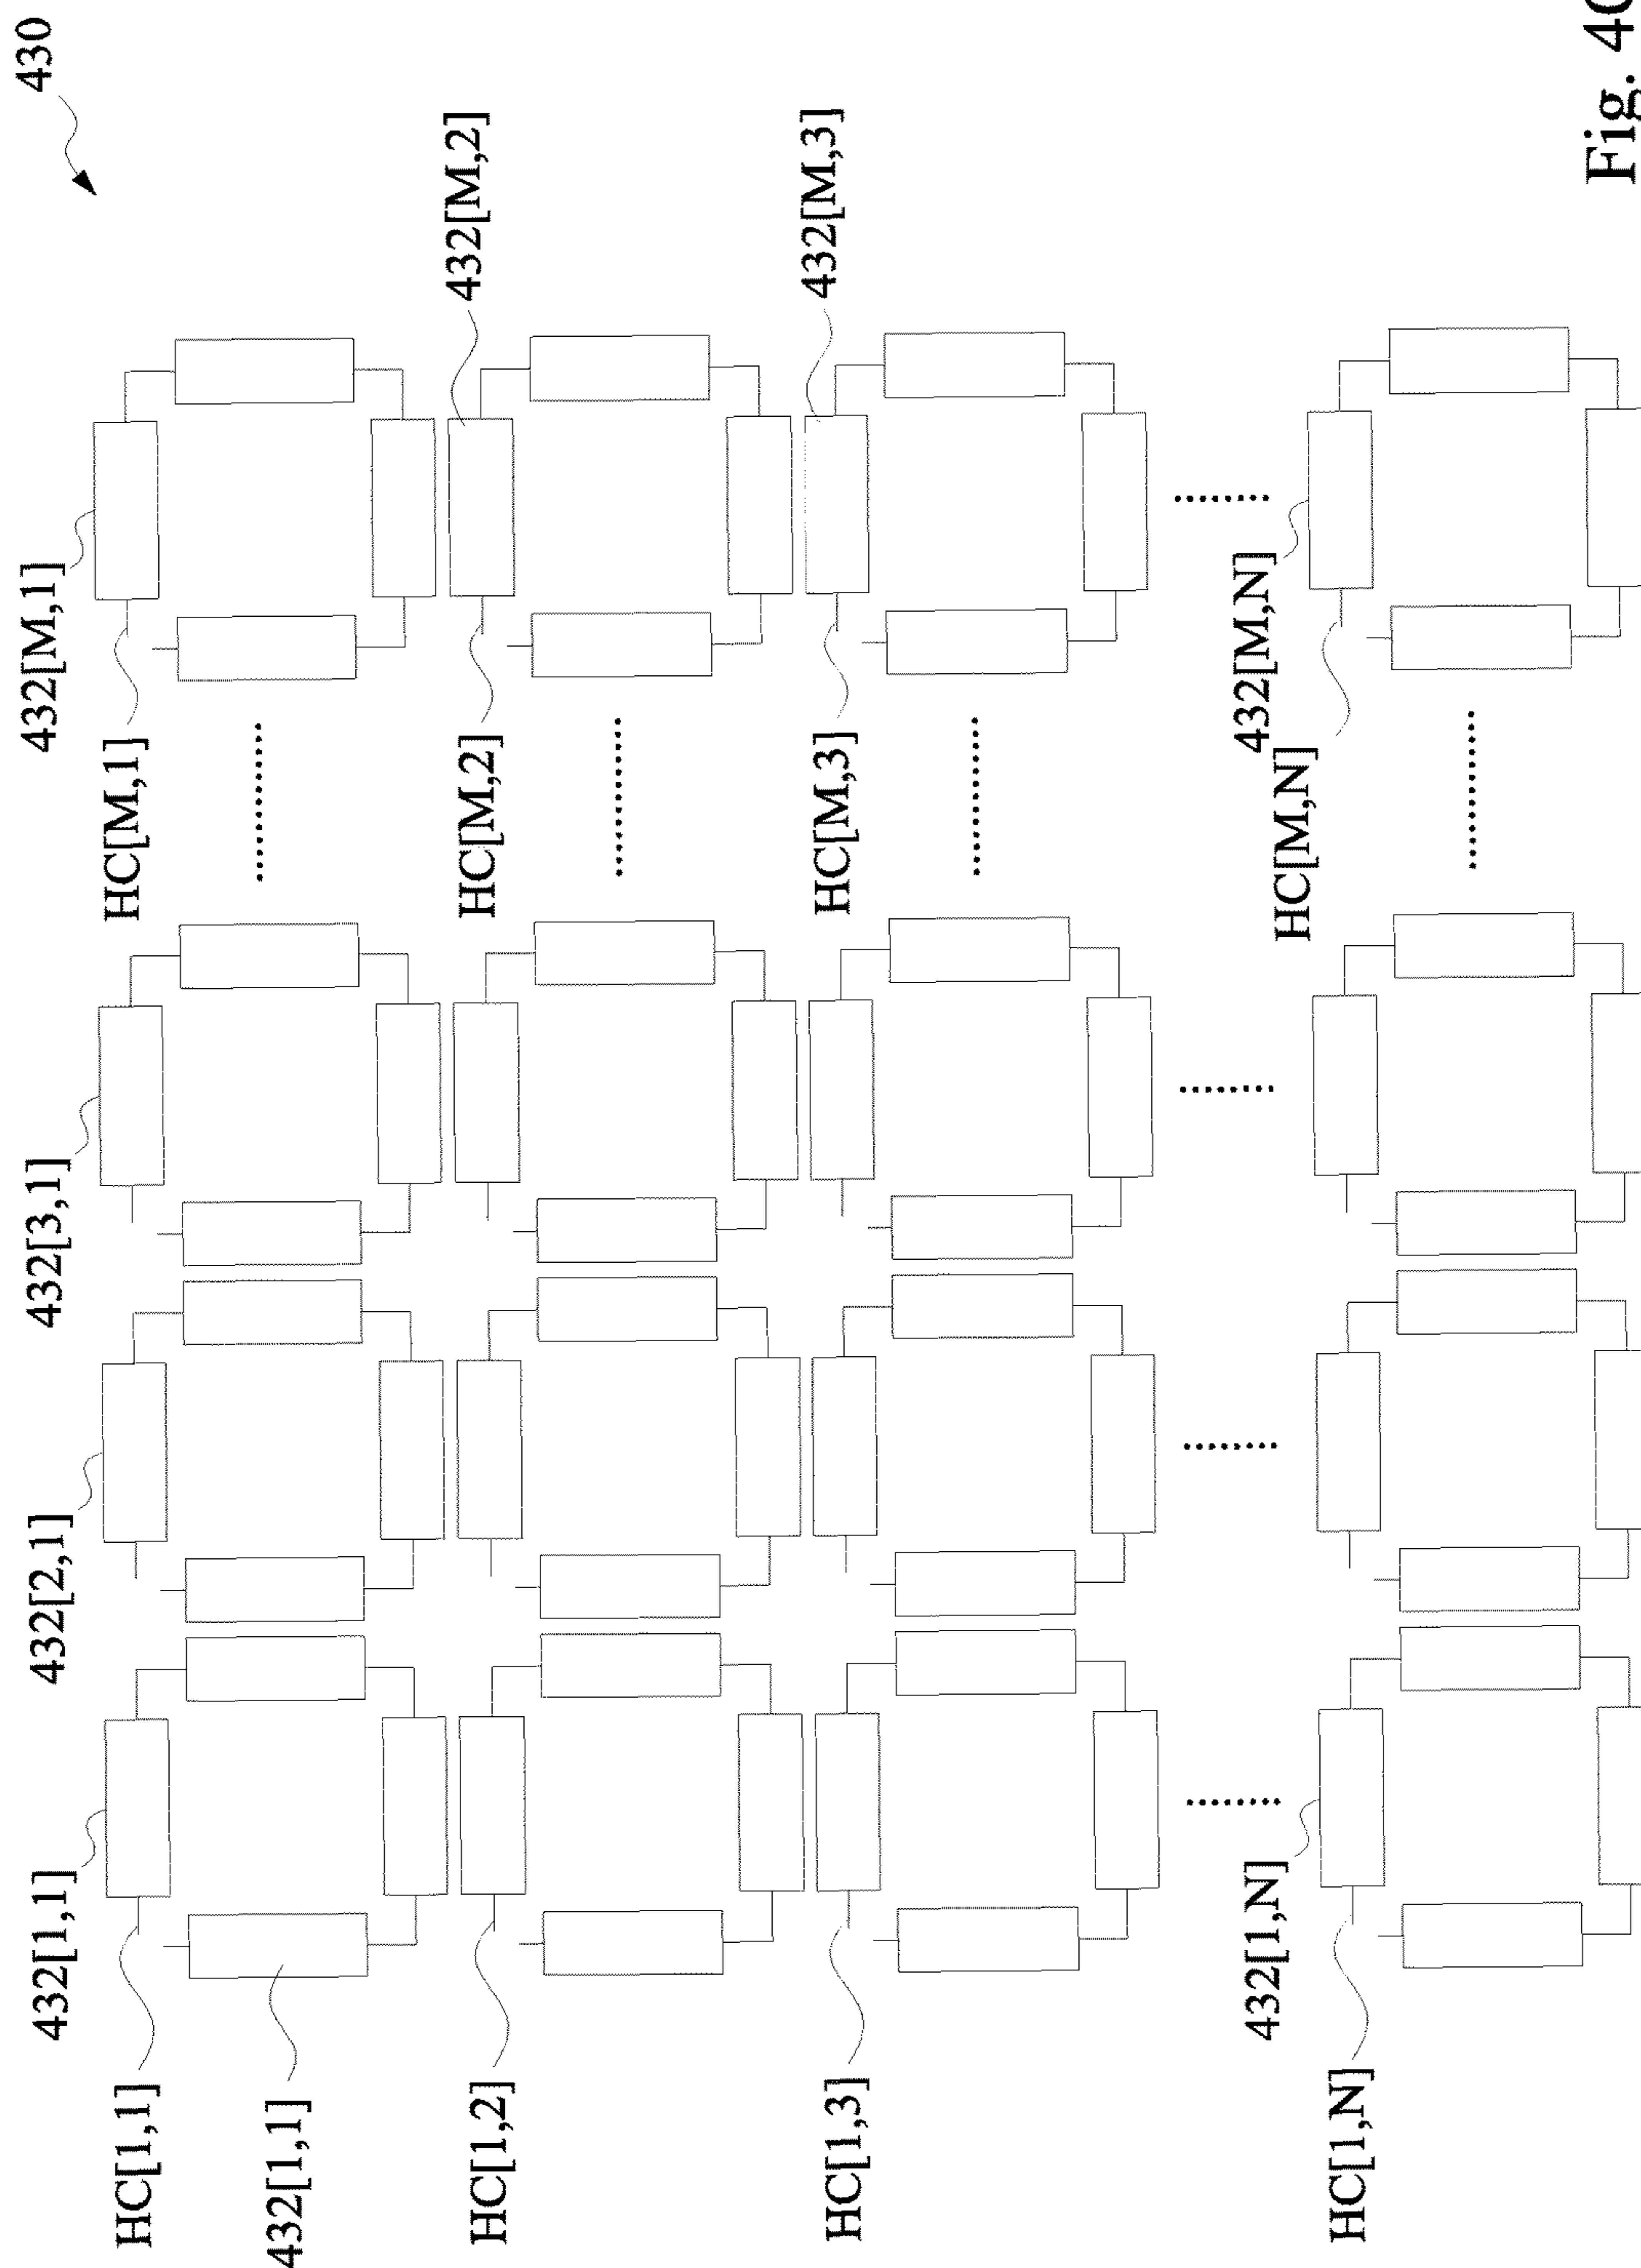 432[1,1]
432[2,1]
432[3,1]
432[M,1]
430
HC[1,1]
HC[M,1]
432[1,1]
HC[1,2]
HC[M,2]
432[M,2]
HC[1,3]
HC[M,3]
432[M,3]
432[1,N]
432[M,N]
HC[1,N]
HC[M,N]
Fig.